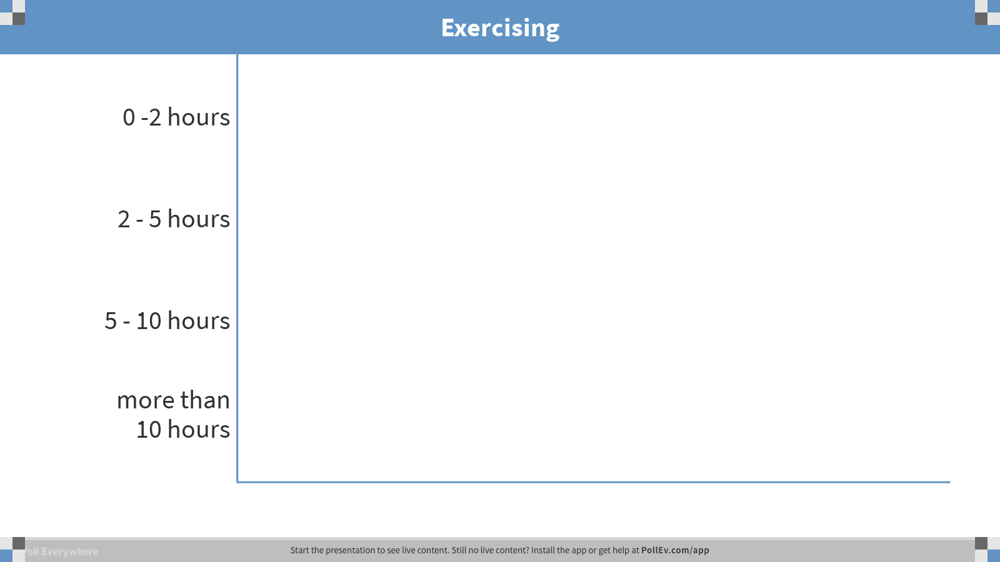 Exercising
0 -2 hours
2 - 5 hours
5 - 10 hours
more than
10 hours
Poll Everywhere
Start the presentation to see live content. Still no live content? Install the app or get help at PollEv.com/app